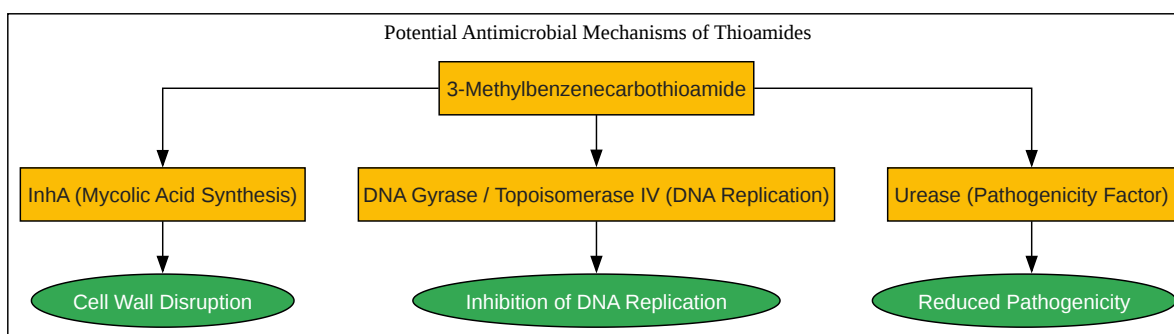 Potential Antimicrobial Mechanisms of Thioamides
3-Methylbenzenecarbothioamide
InhA (Mycolic Acid Synthesis)
DNA Gyrase / Topoisomerase IV (DNA Replication)
Urease (Pathogenicity Factor)
Cell Wall Disruption
Inhibition of DNA Replication
Reduced Pathogenicity